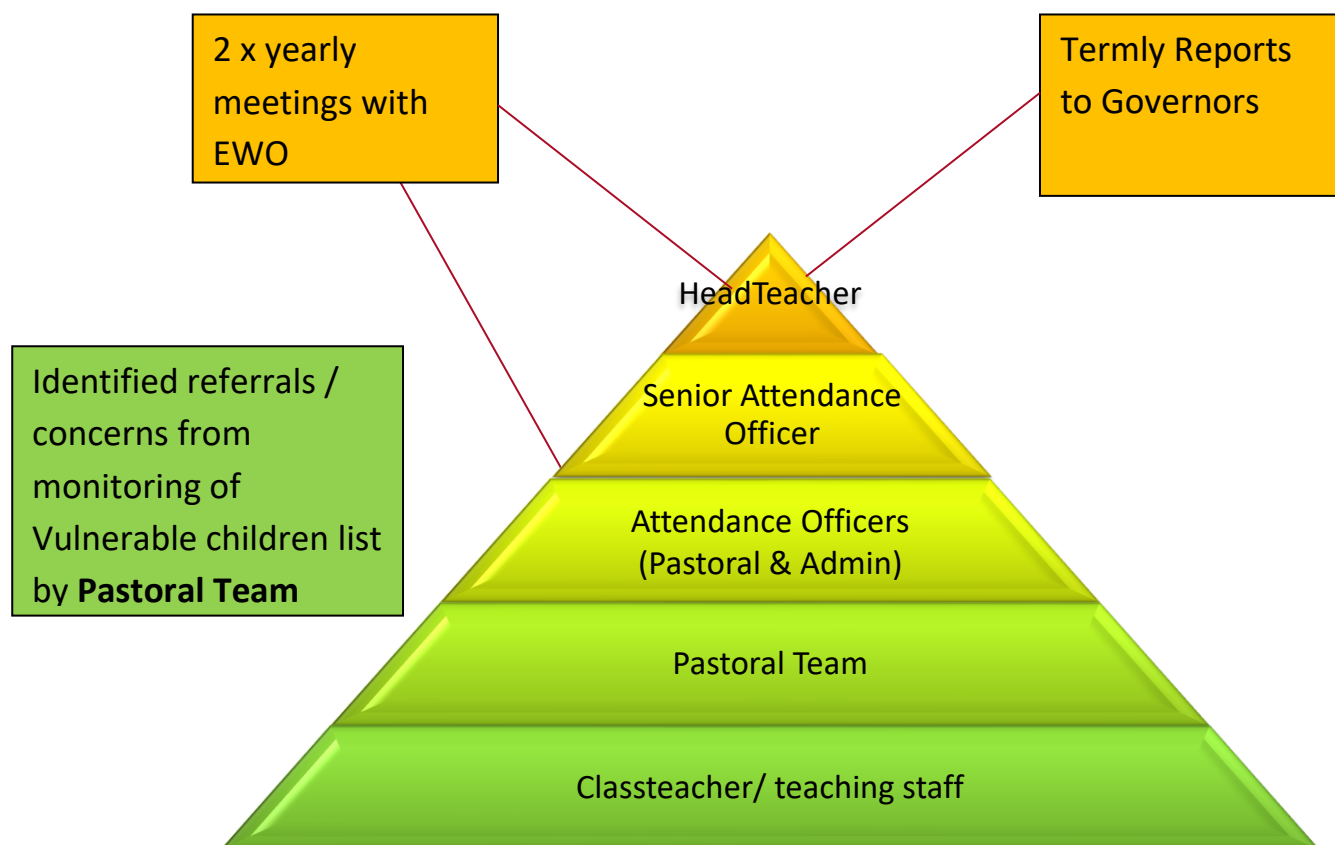 2 x yearly
meetings with
EWO
Termly Reports
to Governors
HeadTeacher
Senior Attendance
Officer
Identified referrals /
concerns from
monitoring of
Vulnerable children list
by Pastoral Team
Attendance Officers
(Pastoral & Admin)
Pastoral Team
Classteacher/ teaching staff